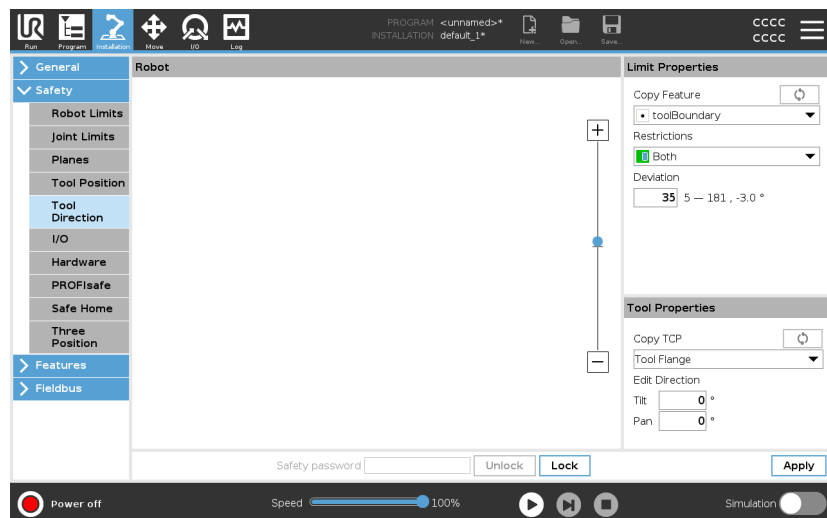 PROGRAM <unnamed>*
INSTALLATION default_1*
New...
Open...
Save...
CCCC
CCCC
Run
Program
Installation
Move
I/O
Log
General
Safety
Robot Limits
Joint Limits
Planes
Tool Position
Tool
Direction
I/O
Hardware
PROFIsafe
Safe Home
Three
Position
Features
Fieldbus
Robot
Limit Properties
Copy Feature
toolBoundary
Restrictions
Both
Deviation
35 5 — 181 , -3.0 °
Tool Properties
Copy TCP
Tool Flange
Edit Direction
Tilt 0 °
Pan 0 °
Safety password
Unlock
Lock
Apply
Power off
Speed
100%
Simulation